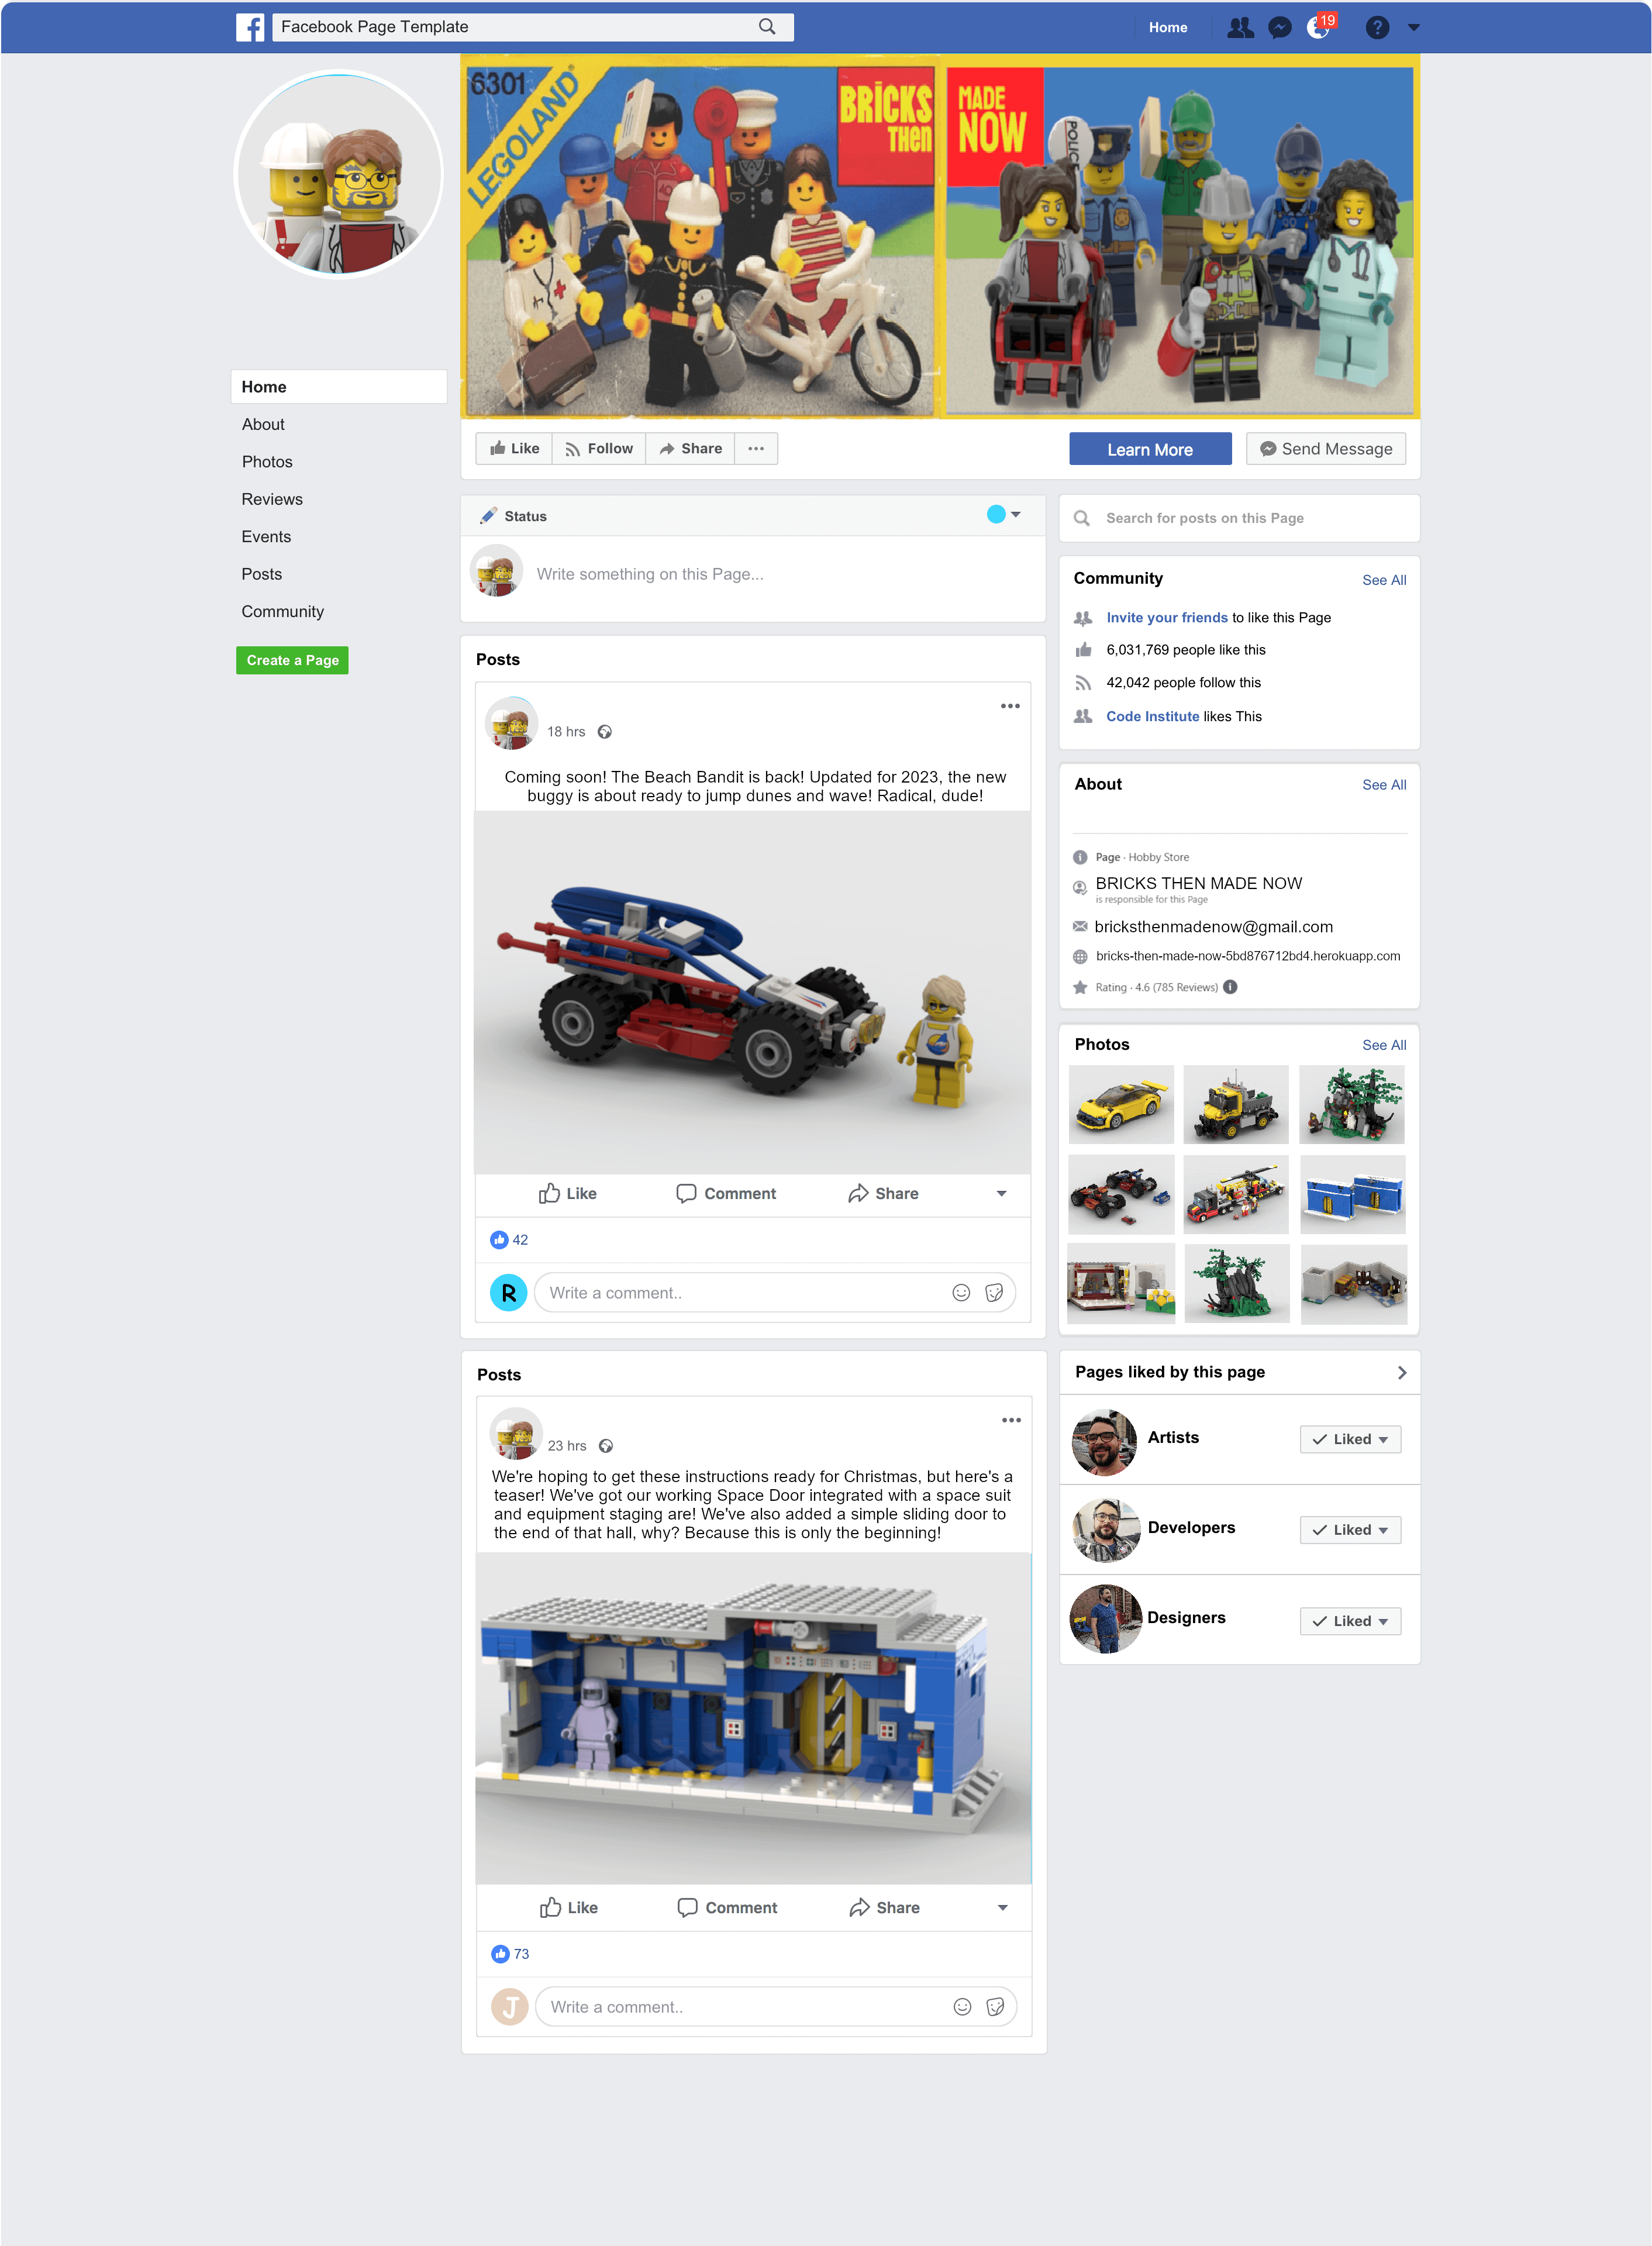 Facebook Page Template
Home
19
?
6301
LEGOLAND
BRICKS
THEN
MADE
NOW
POLICE
Home
About
Photos
Reviews
Events
Posts
Community
Create a Page
Like
Follow
Share
Learn More
Send Message
Status
Write something on this Page...
Posts
18 hrs
Coming soon! The Beach Bandit is back! Updated for 2023, the new
buggy is about ready to jump dunes and wave! Radical, dude!
Like
Comment
Share
42
R
Write a comment..
Posts
23 hrs
We're hoping to get these instructions ready for Christmas, but here's a
teaser! We've got our working Space Door integrated with a space suit
and equipment staging are! We've also added a simple sliding door to
the end of that hall, why? Because this is only the beginning!
Like
Comment
Share
73
J
Write a comment..
Search for posts on this Page
Community
See All
Invite your friends to like this Page
6,031,769 people like this
42,042 people follow this
Code Institute likes This
About
See All
Page · Hobby Store
BRICKS THEN MADE NOW
is responsible for this Page
bricksthenmadenow@gmail.com
bricks-then-made-now-5bd876712bd4.herokuapp.com
Rating · 4.6 (785 Reviews)
Photos
See All
Pages liked by this page
Artists
Liked
Developers
Liked
Designers
Liked